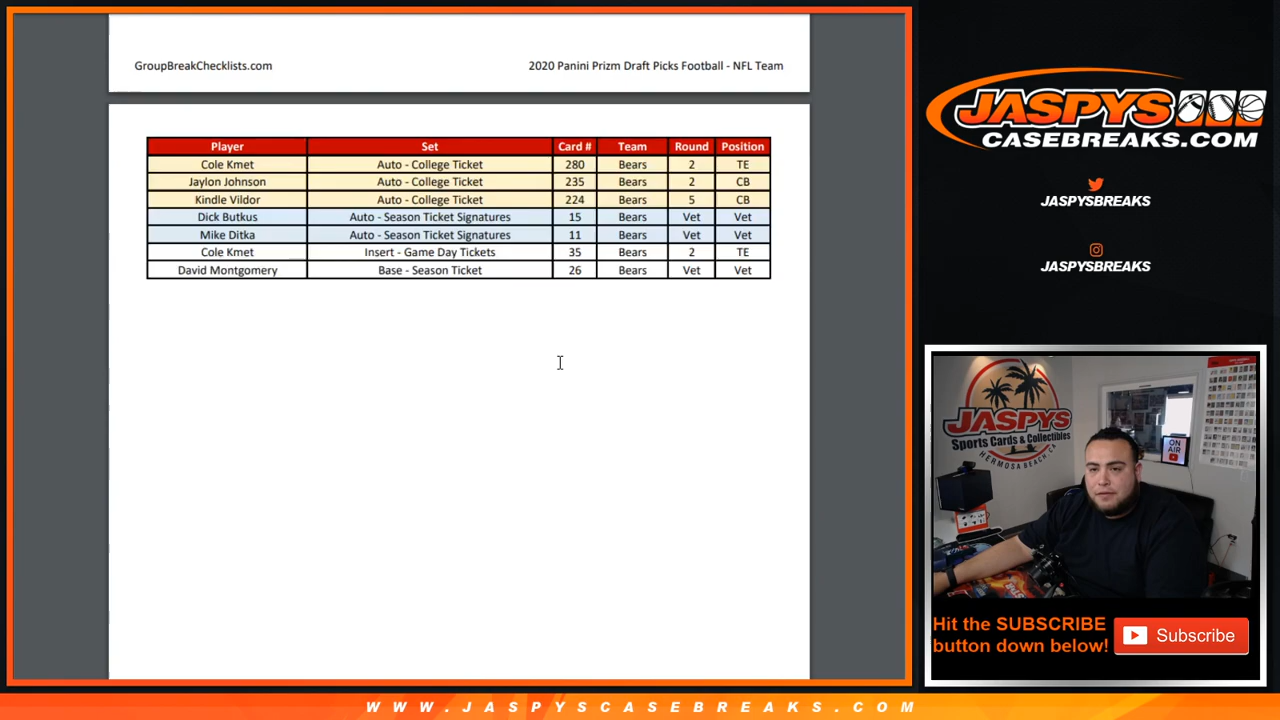 GroupBreakChecklists.com 2020 Panini Prizm Draft Picks Football - NFL Team
Player Set Card # Team Round Position
Cole Kmet Auto - College Ticket 280 Bears 2 TE
Jaylon Johnson Auto - College Ticket 235 Bears 2 CB
Kindle Vildor Auto - College Ticket 224 Bears 5 CB
Dick Butkus Auto - Season Ticket Signatures 15 Bears Vet Vet
Mike Ditka Auto - Season Ticket Signatures 11 Bears Vet Vet
Cole Kmet Insert - Game Day Tickets 35 Bears 2 TE
David Montgomery Base - Season Ticket 26 Bears Vet Vet
JASPYS
CASEBREAKS.COM
JASPYSBREAKS
JASPYSBREAKS
JASPYS
Sports Cards & Collectibles
HERMOSA BEACH, CA
ON
AIR
Hit the SUBSCRIBE
button down below!
Subscribe
WWW.JASPYSCASEBREAKS.COM